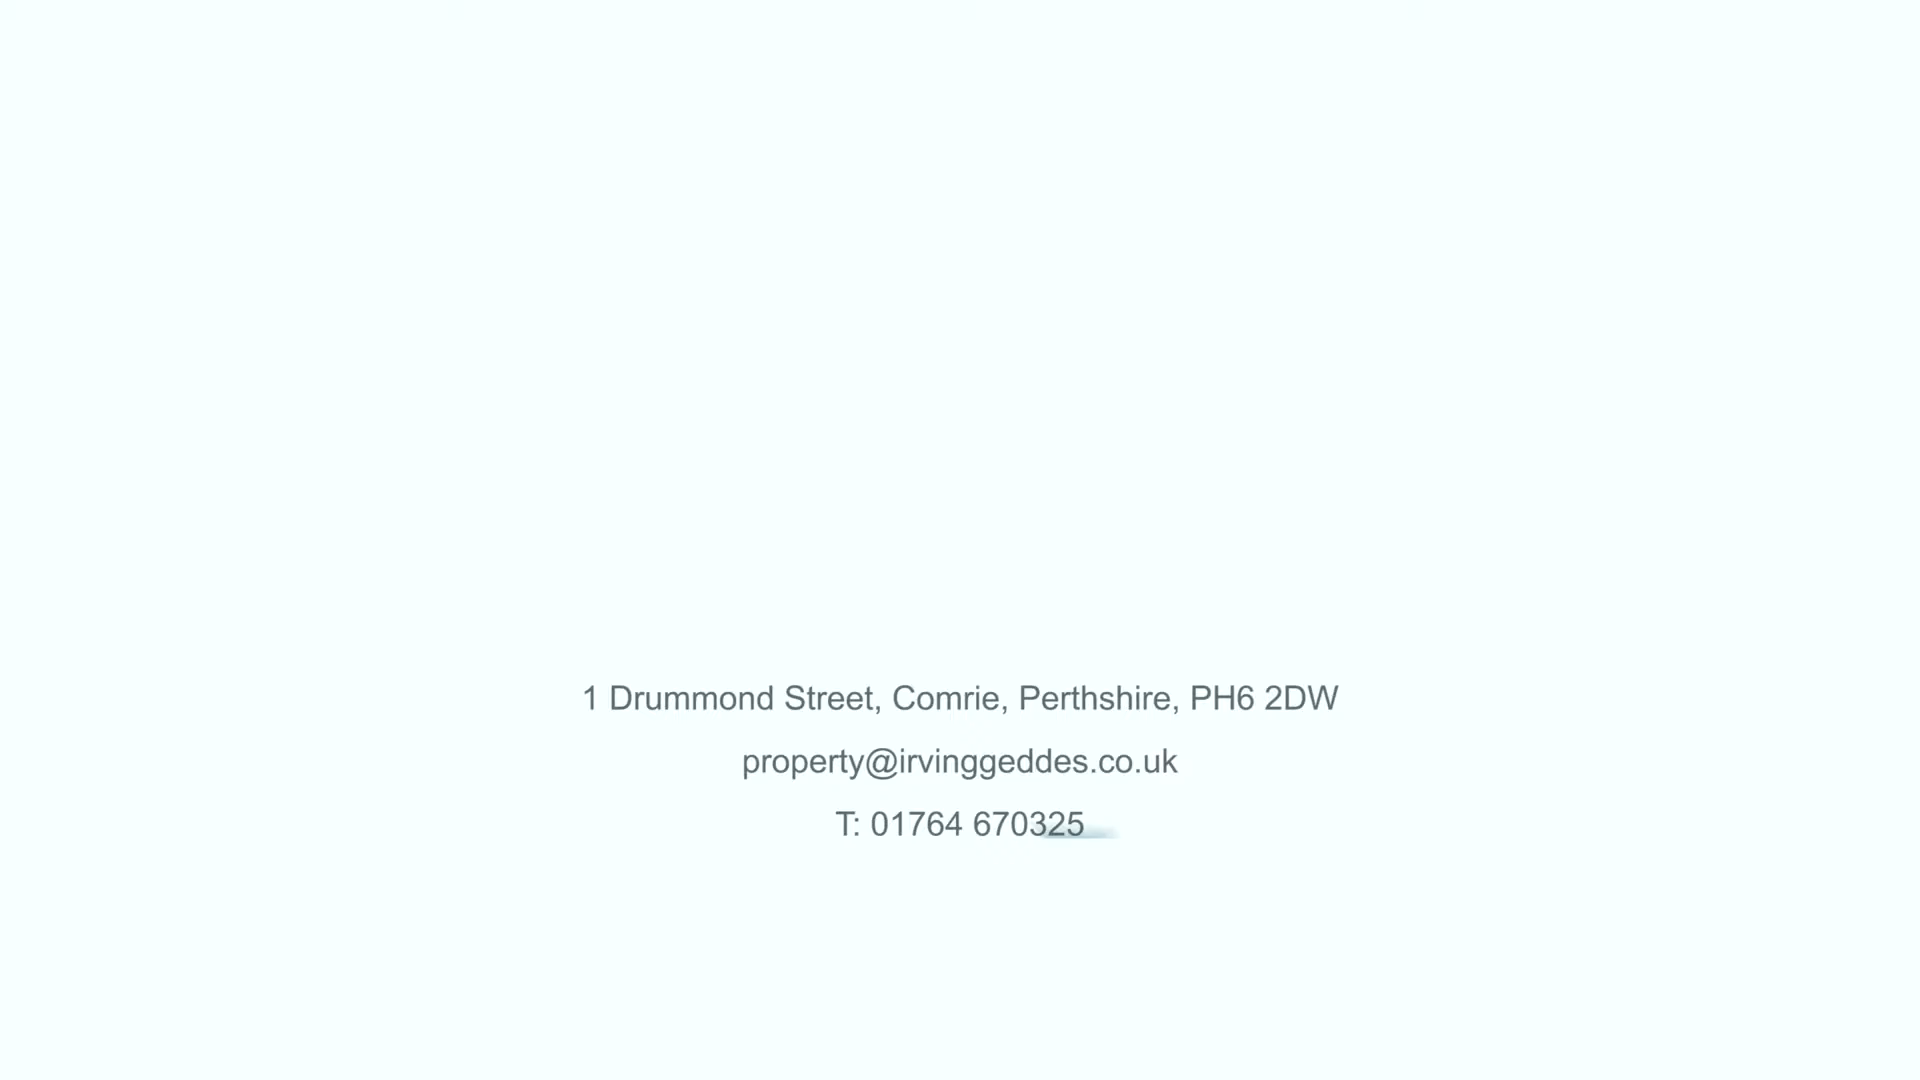 1 Drummond Street, Comrie, Perthshire, PH6 2DW
property@irvinggeddes.co.uk
T: 01764 670325